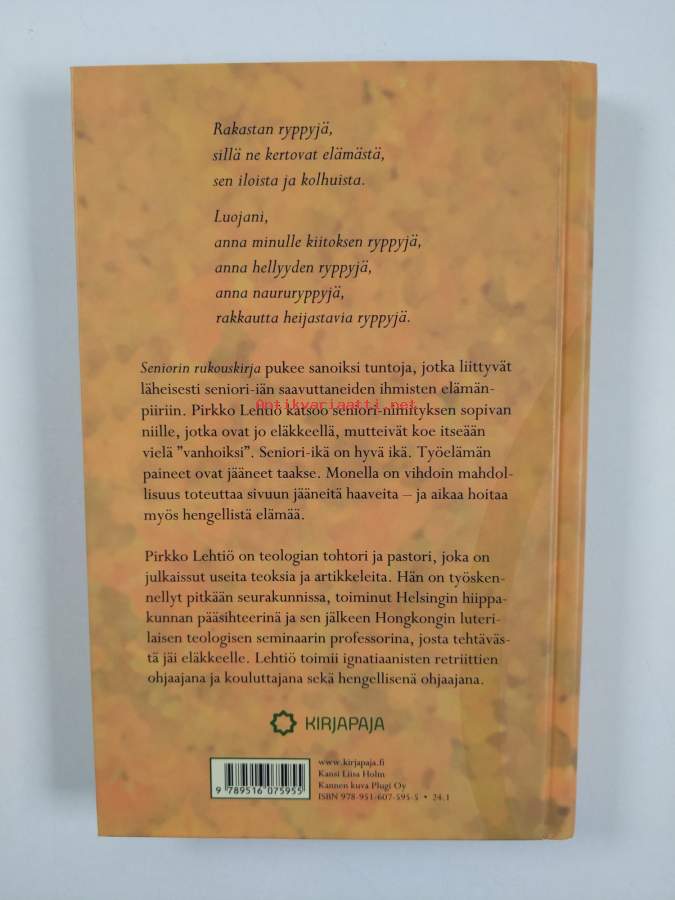 Rakastan ryppyjä,
sillä ne kertovat elämästä,
sen iloista ja kolhuista.
Luojani,
anna minulle kiitoksen ryppyjä,
anna hellyyden ryppyjä,
anna naururyppyjä,
rakkautta heijastavia ryppyjä.
Seniorin rukouskirja pukee sanoiksi tuntoja, jotka liittyvät
läheisesti seniori-iän saavuttaneiden ihmisten elämän-
piiriin. Pirkko Lehtiö katsoo seniori-nimityksen sopivan
Antikvariaatti.net
niille, jotka ovat jo eläkkeellä, mutteivät koe itseään
vielä ”vanhoiksi”. Seniori-ikä on hyvä ikä. Työelämän
paineet ovat jääneet taakse. Monella on vihdoin mahdol-
lisuus toteuttaa sivuun jääneitä haaveita – ja aikaa hoitaa
myös hengellistä elämää.
Pirkko Lehtiö on teologian tohtori ja pastori, joka on
julkaissut useita teoksia ja artikkeleita. Hän on työsken-
nellyt pitkään seurakunnissa, toiminut Helsingin hiippa-
kunnan pääsihteerinä ja sen jälkeen Hongkongin luteri-
laisen teologisen seminaarin professorina, josta tehtäväs-
tä jäi eläkkeelle. Lehtiö toimii ignatiaanisten retriittien
ohjaajana ja kouluttajana sekä hengellisenä ohjaajana.
KIRJAPAJA
www.kirjapaja.fi
Kansi Liisa Holm
Kannen kuva Plugi Oy
ISBN 978-951-607-595-5 • 24.1
9 789516 075955